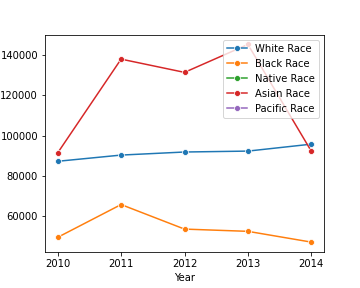 140000
120000
100000
80000
60000
White Race
Black Race
Native Race
Asian Race
Pacific Race
2010 2011 2012 2013 2014
Year